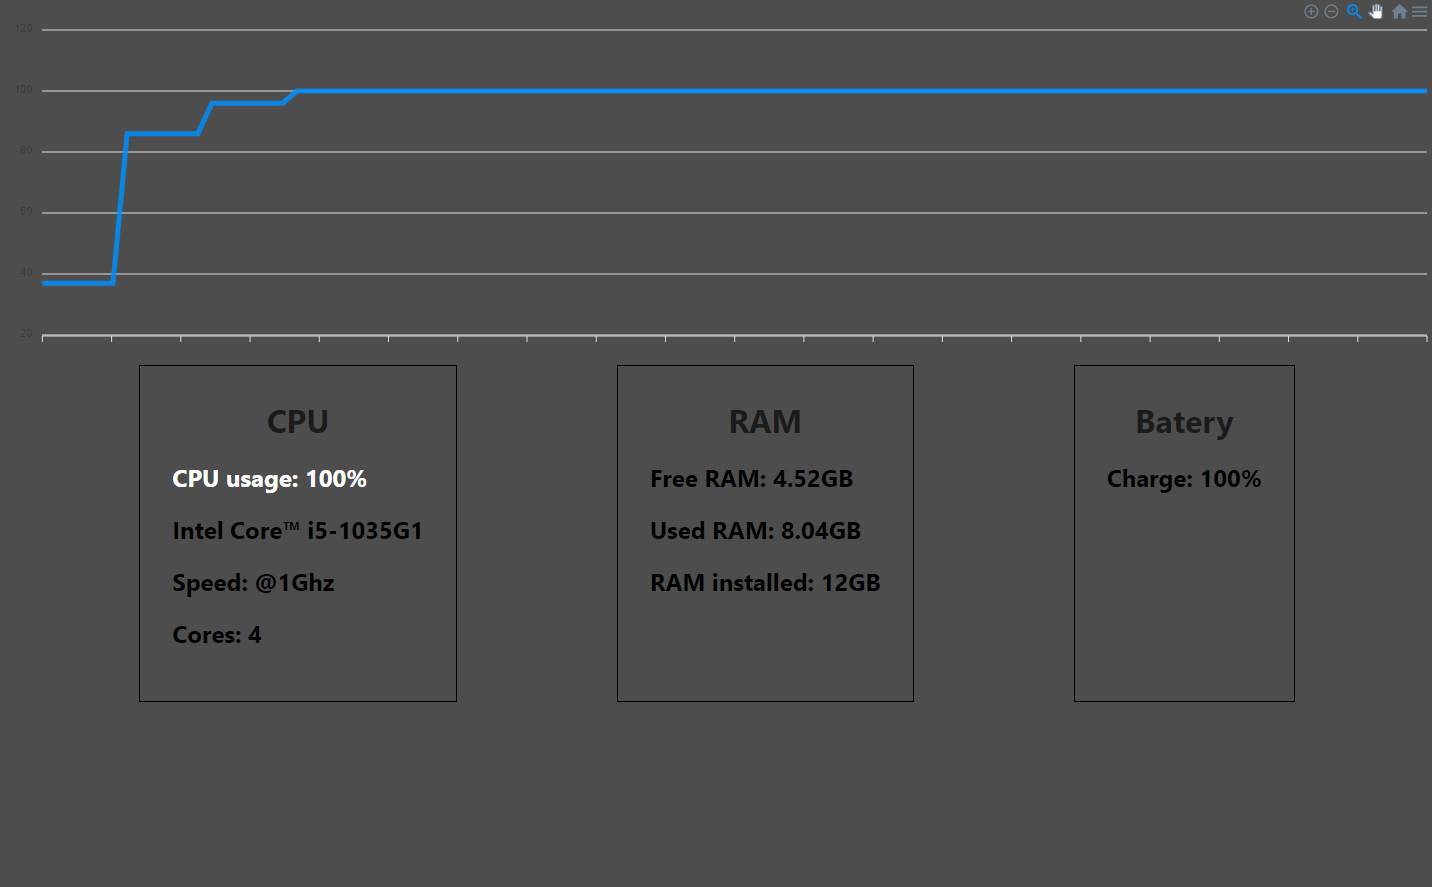 120
100
80
60
40
20
CPU
CPU usage: 100%
Intel Core™ i5-1035G1
Speed: @1Ghz
Cores: 4
RAM
Free RAM: 4.52GB
Used RAM: 8.04GB
RAM installed: 12GB
Batery
Charge: 100%